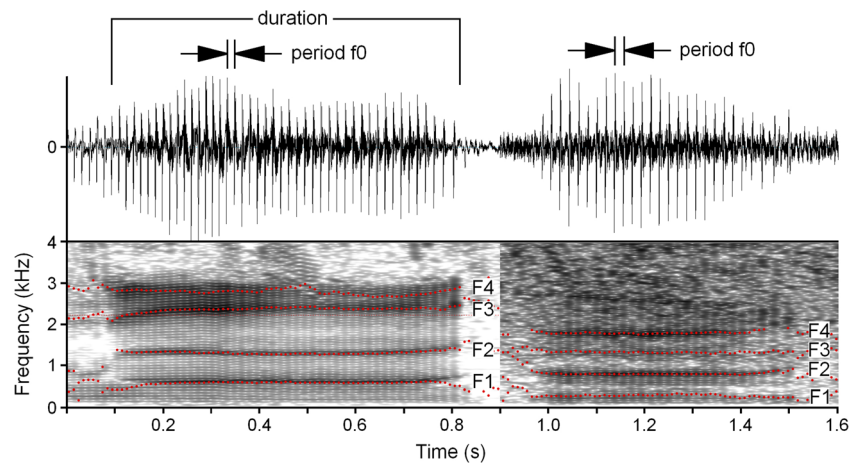 duration
period f0
period f0
0
4
3
2
1
0
Frequency (kHz)
F4
F3
F2
F1
F4
F3
F2
F1
0.2
0.4
0.6
0.8
1.0
1.2
1.4
1.6
Time (s)